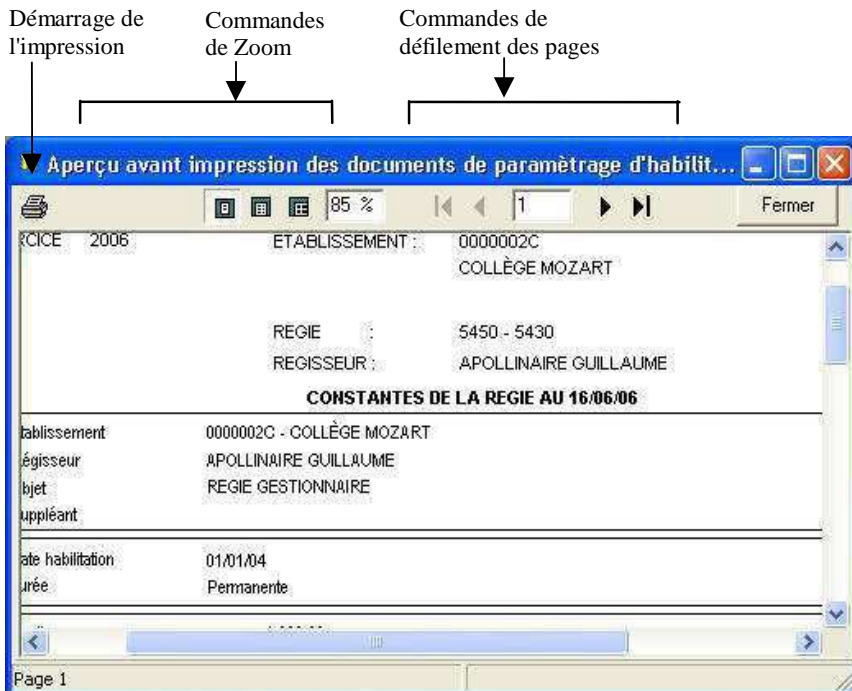 Démarrage de
l'impression
Commandes
de Zoom
Commandes de
défilement des pages
Aperçu avant impression des documents de paramètrage d'habilit...
85 %
1
Fermer
RCICE 2006 ETABLISSEMENT : 0000002C
COLLÈGE MOZART
REGIE : 5450 - 5430
REGISSEUR : APOLLINAIRE GUILLAUME
CONSTANTES DE LA REGIE AU 16/06/06
tablissement 0000002C - COLLÈGE MOZART
égisseur APOLLINAIRE GUILLAUME
bjet REGIE GESTIONNAIRE
uppléant
ate habilitation 01/01/04
urée Permanente
Page 1